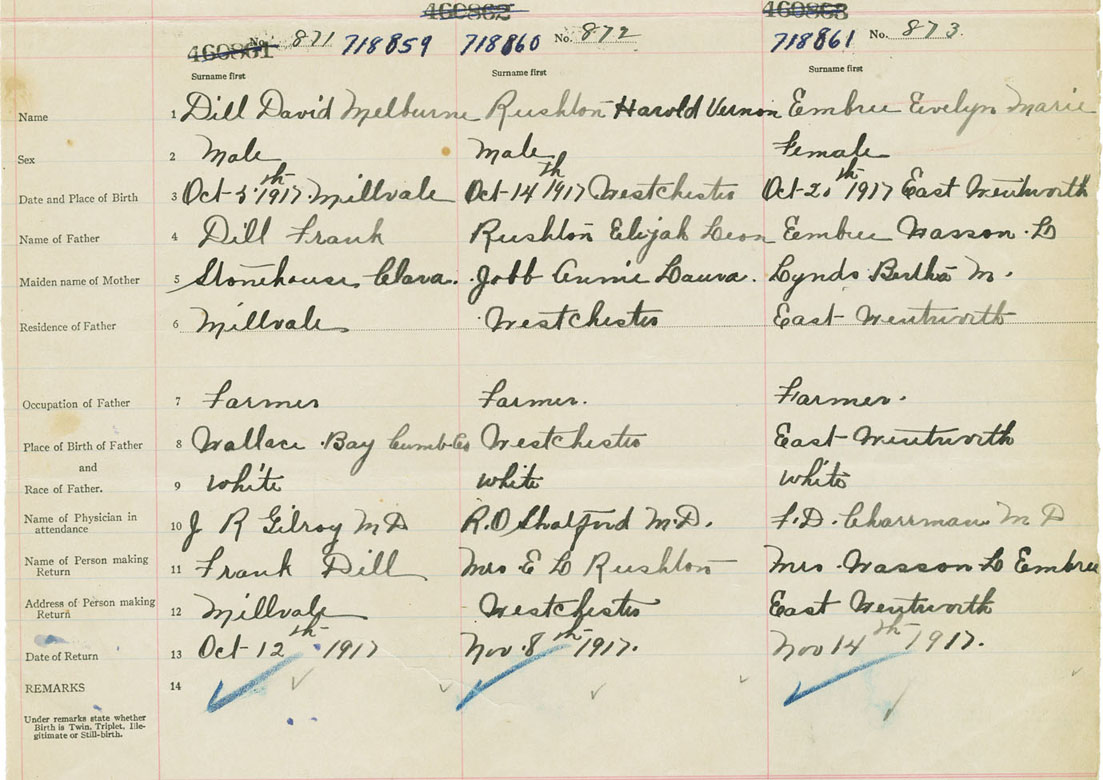 460862 460863
460861 No. 871 718859 718860 No. 872 718861 No. 873.
Surname first Surname first Surname first
Name 1 Dill David Melburne Rushton Harold Vernon Embree Evelyn Marie
Sex 2 Male Male Female
Date and Place of Birth 3 Oct 5th 1917 Millvale Oct 14th 1917 Westchester Oct 20th 1917 East Wentworth
Name of Father 4 Dill Frank Rushton Elijah Leon Embree Wasson L
Maiden name of Mother 5 Stonehouse Clara. Jobb Annie Laura. Lynds Bertha M.
Residence of Father 6 Millvale Westchester East Wentworth
Occupation of Father 7 Farmer Farmer. Farmer.
Place of Birth of Father 8 Wallace Bay Cumb Co Westchester East Wentworth
and
Race of Father. 9 White White White
Name of Physician in
attendance 10 J R Gilroy M D R. O Shatford M. D. F. D. Charman M D
Name of Person making
Return 11 Frank Dill Mrs E L Rushton Mrs Wasson L Embree
Address of Person making
Return 12 Millvale Westchester East Wentworth
Date of Return 13 Oct 12th 1917 Nov 8th 1917. Nov 14th 1917.
REMARKS 14
Under remarks state whether
Birth is Twin, Triplet, Ille-
gitimate or Still-birth.